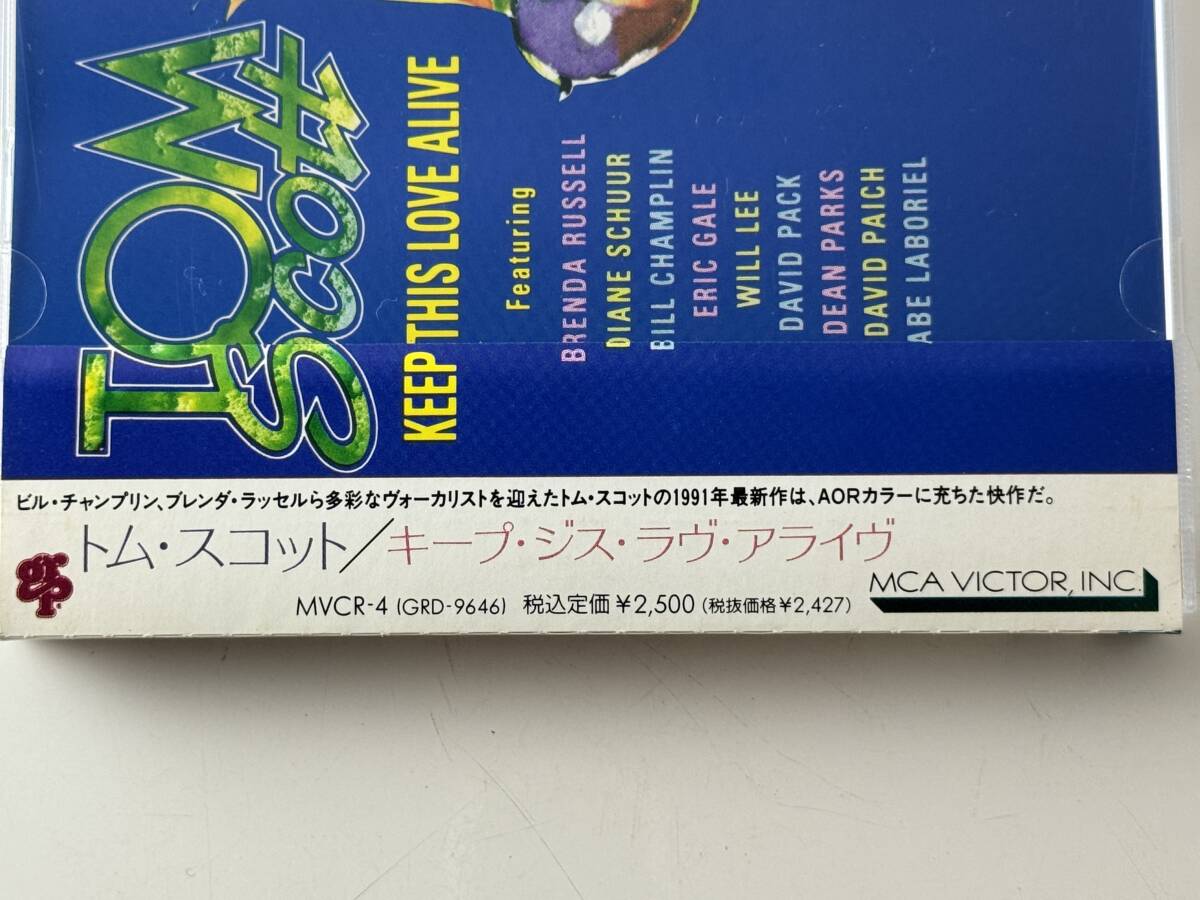 TOM
Scott
KEEP THIS LOVE ALIVE
Featuring
BRENDA RUSSELL
DIANE SCHUUR
BILL CHAMPLIN
ERIC GALE
WILL LEE
DAVID PACK
DEAN PARKS
DAVID PAICH
ABE LABORIEL
ビル・チャンプリン、ブレンダ・ラッセルら多彩なヴォーカリストを迎えたトム・スコットの1991年最新作は、AORカラーに充ちた快作だ。
トム・スコット/キープ・ジス・ラヴ・アライヴ
GRP
MVCR-4 (GRD-9646) 税込定価¥2,500 (税抜価格¥2,427)
MCA VICTOR, INC.